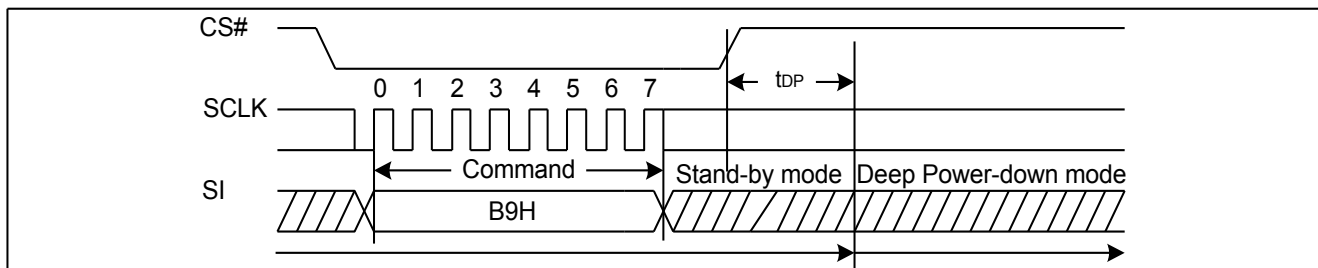 CS#
tDP
0 1 2 3 4 5 6 7
SCLK
Command
Stand-by mode Deep Power-down mode
SI
B9H